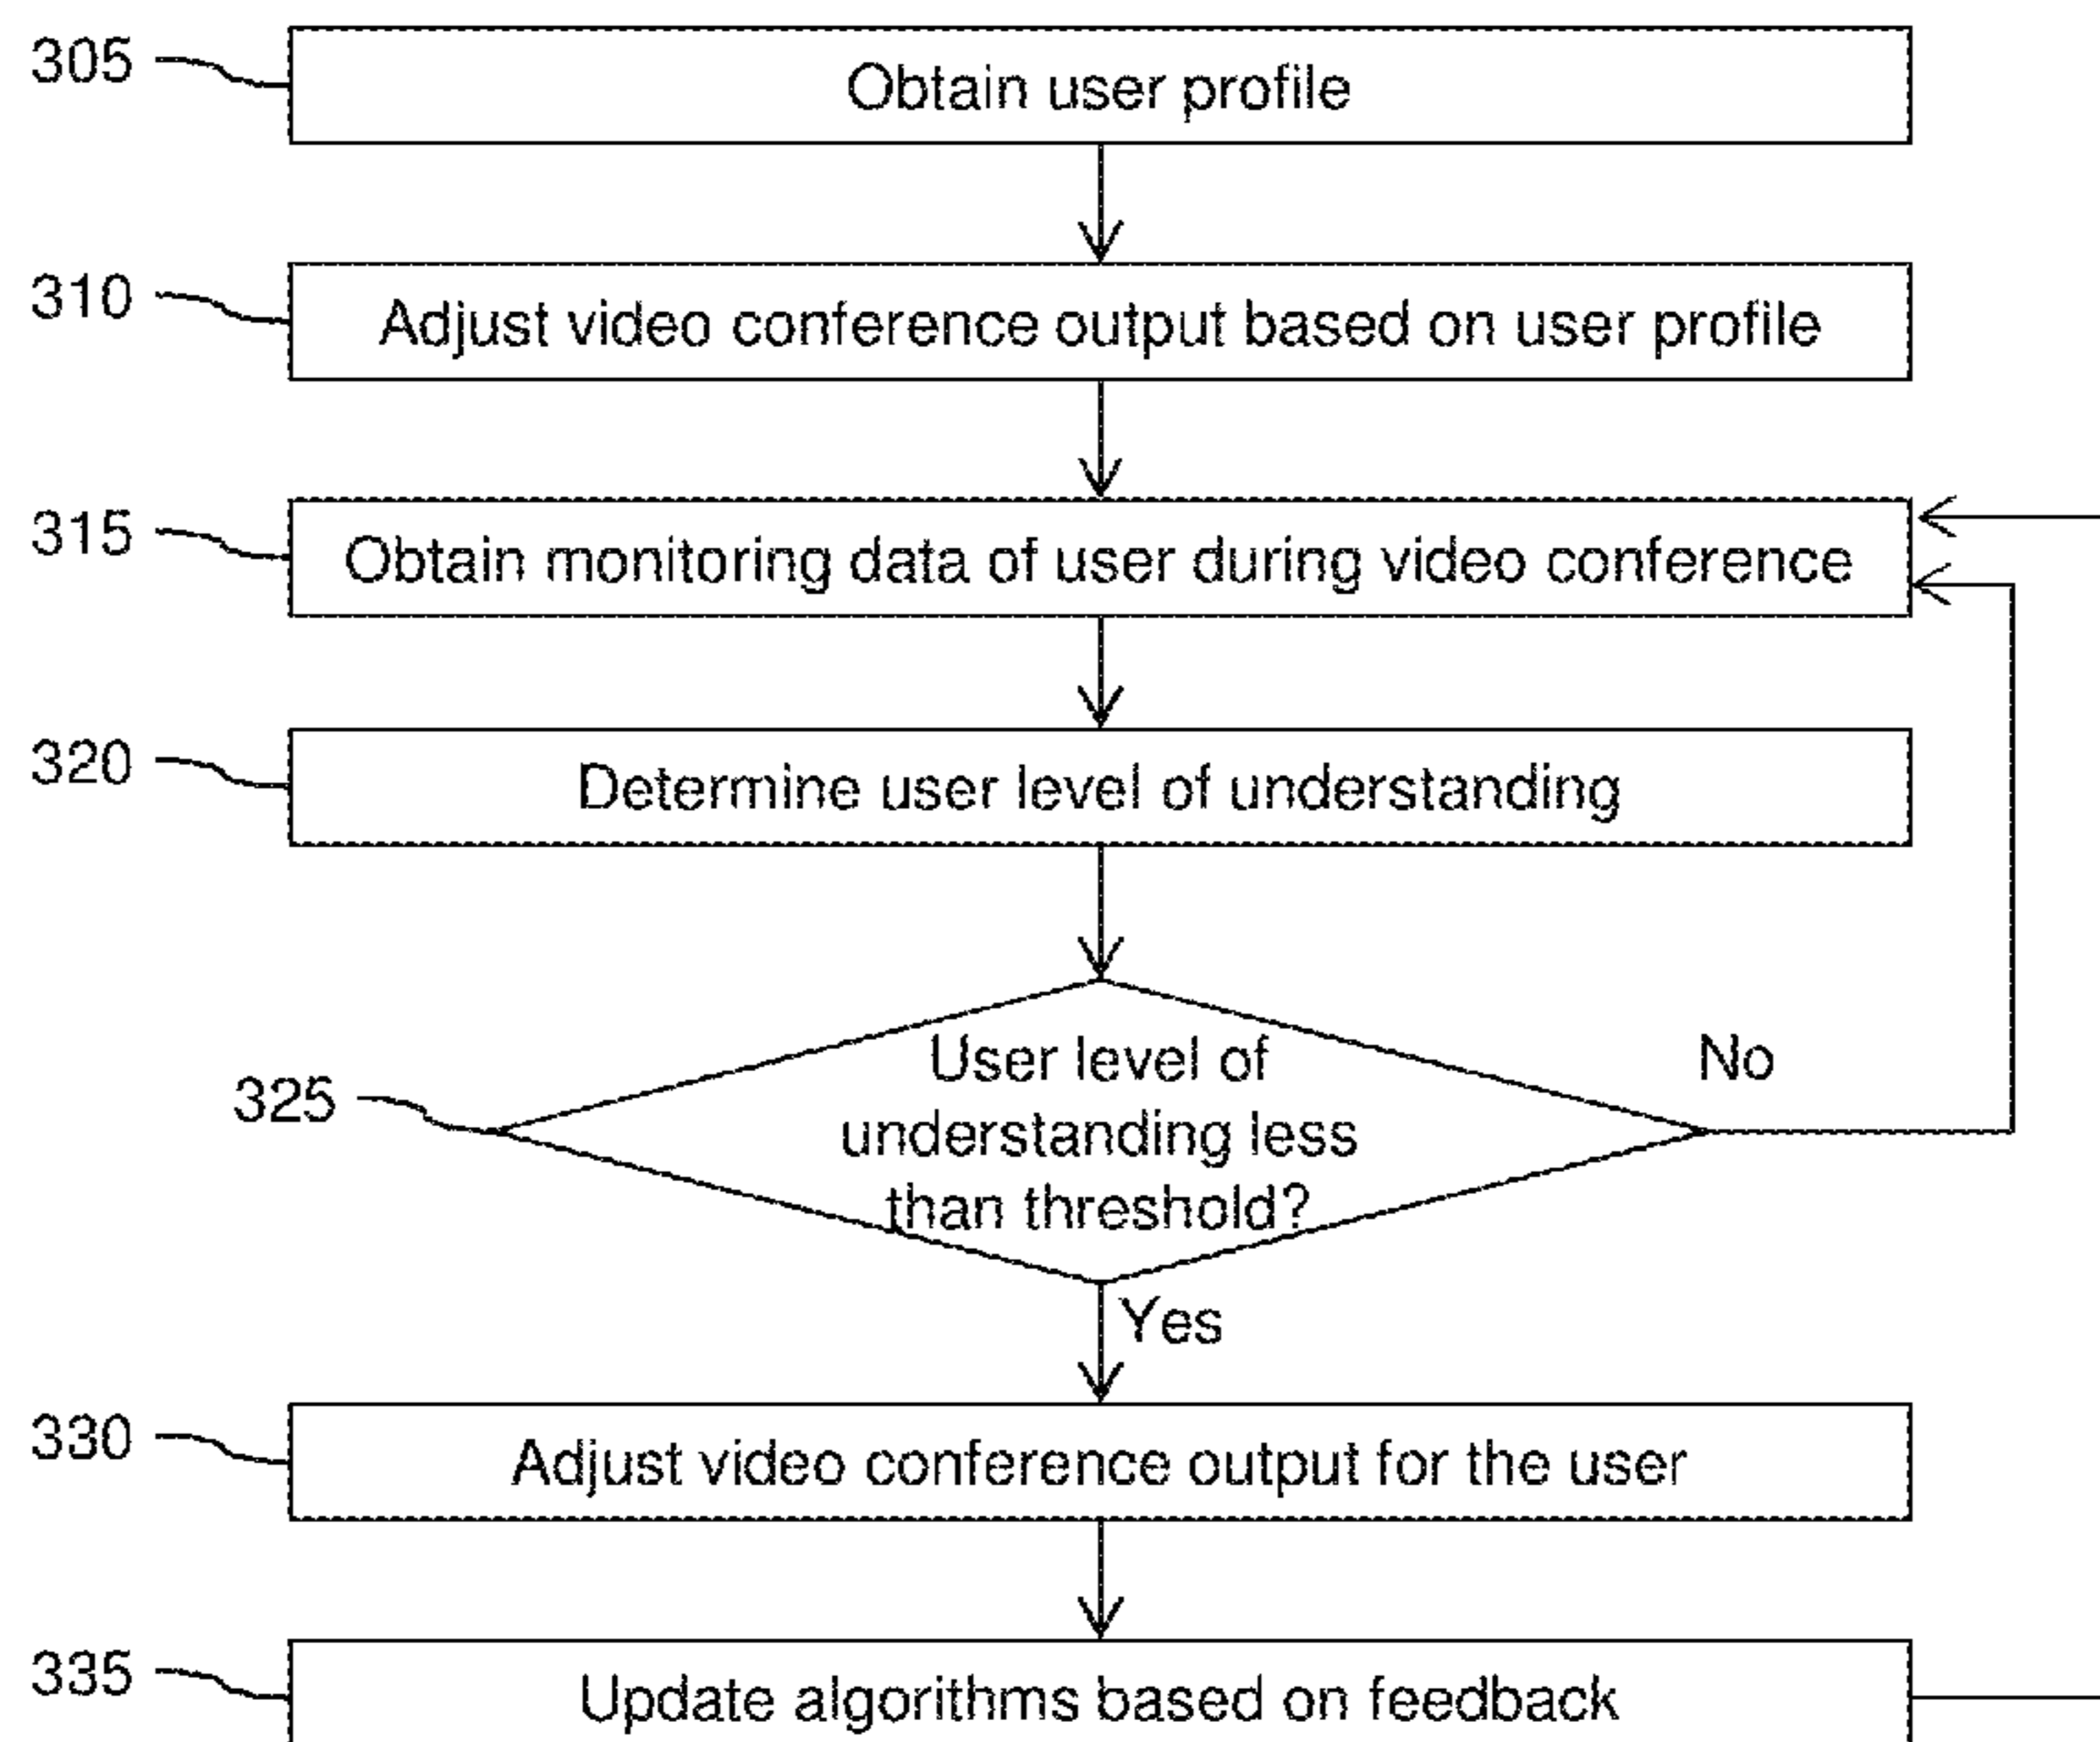 305
Obtain user profile
310
Adjust video conference output based on user profile
315
Obtain monitoring data of user during video conference
320
Determine user level of understanding
325
User level of
understanding less
than threshold?
No
Yes
330
Adjust video conference output for the user
335
Update algorithms based on feedback